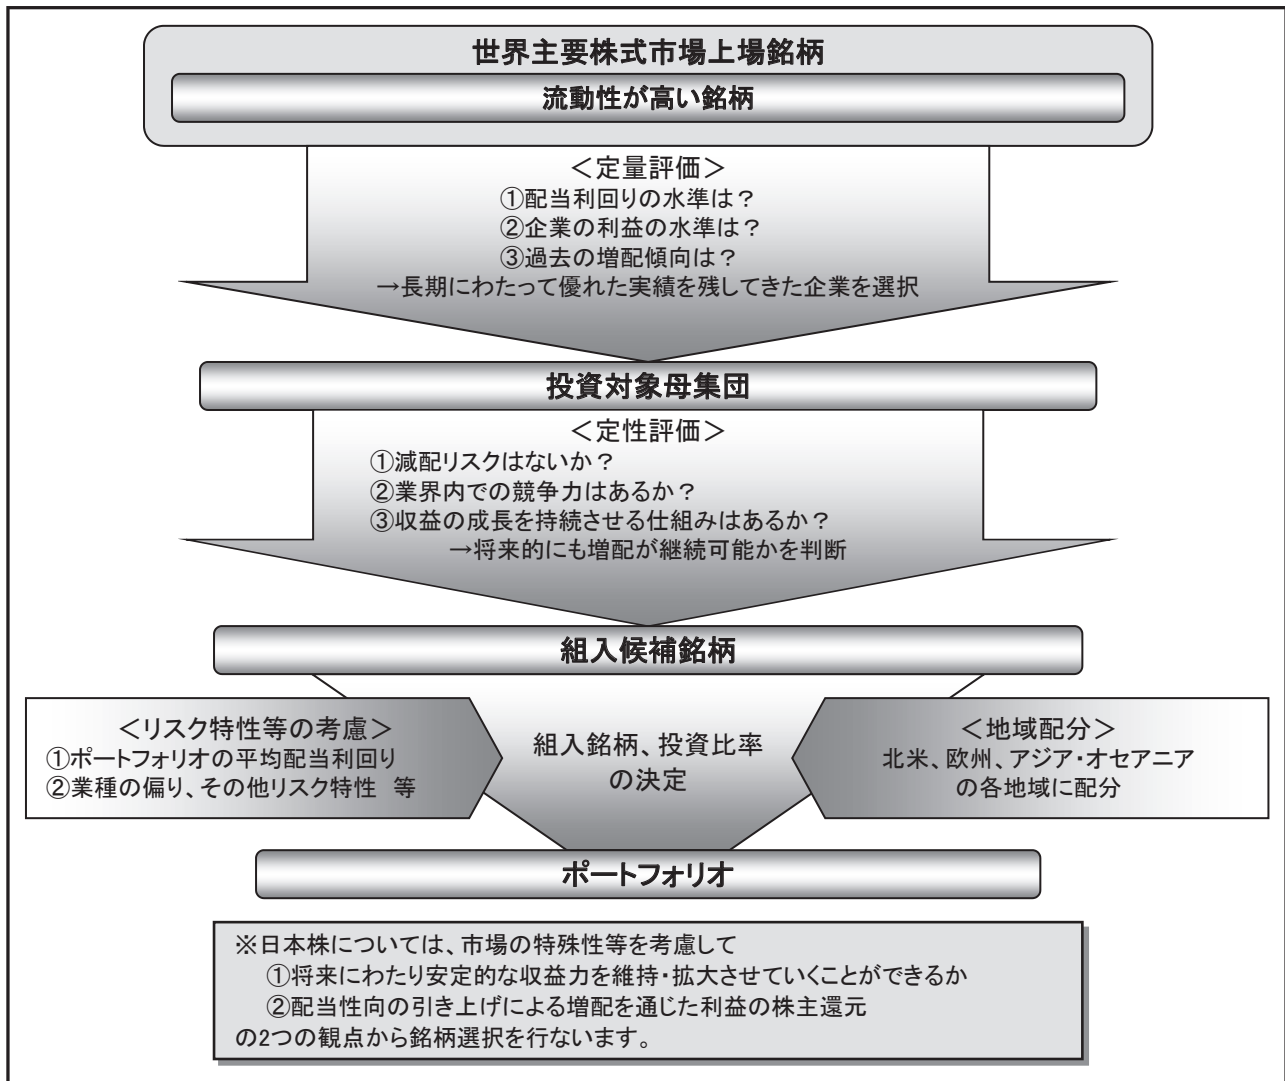 世界主要株式市場上場銘柄
流動性が高い銘柄
＜定量評価＞
①配当利回りの水準は？
②企業の利益の水準は？
③過去の増配傾向は？
→長期にわたって優れた実績を残してきた企業を選択
投資対象母集団
＜定性評価＞
①減配リスクはないか？
②業界内での競争力はあるか？
③収益の成長を持続させる仕組みはあるか？
→将来的にも増配が継続可能かを判断
組入候補銘柄
＜リスク特性等の考慮＞
①ポートフォリオの平均配当利回り
②業種の偏り、その他リスク特性　等
組入銘柄、投資比率
の決定
＜地域配分＞
北米、欧州、アジア・オセアニア
の各地域に配分
ポートフォリオ
※日本株については、市場の特殊性等を考慮して
①将来にわたり安定的な収益力を維持・拡大させていくことができるか
②配当性向の引き上げによる増配を通じた利益の株主還元
の2つの観点から銘柄選択を行ないます。